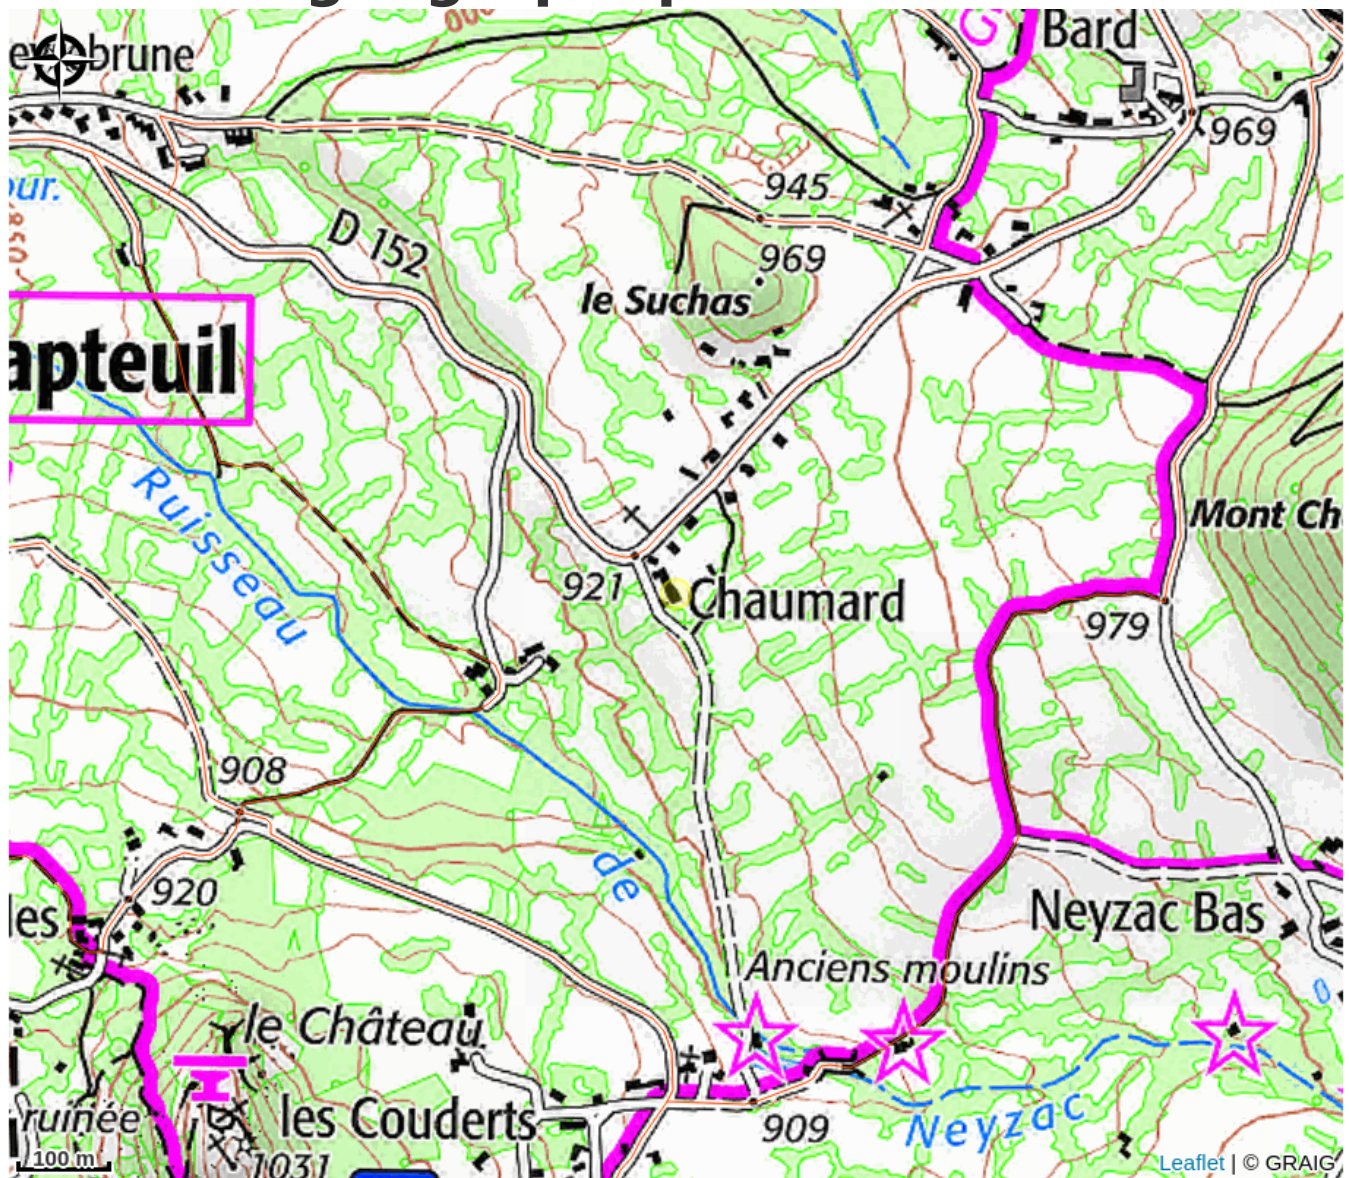 Bard
brune
969
945
D 152
969
le Suchas
apteuil
Ruisseau
Mont Ch
921
Chaumard
979
908
de
920
Neyzac Bas
les
Anciens moulins
le Château
ruinée
les Couderts
909
Neyzac
1031
100 m
Leaflet | © GRAIG